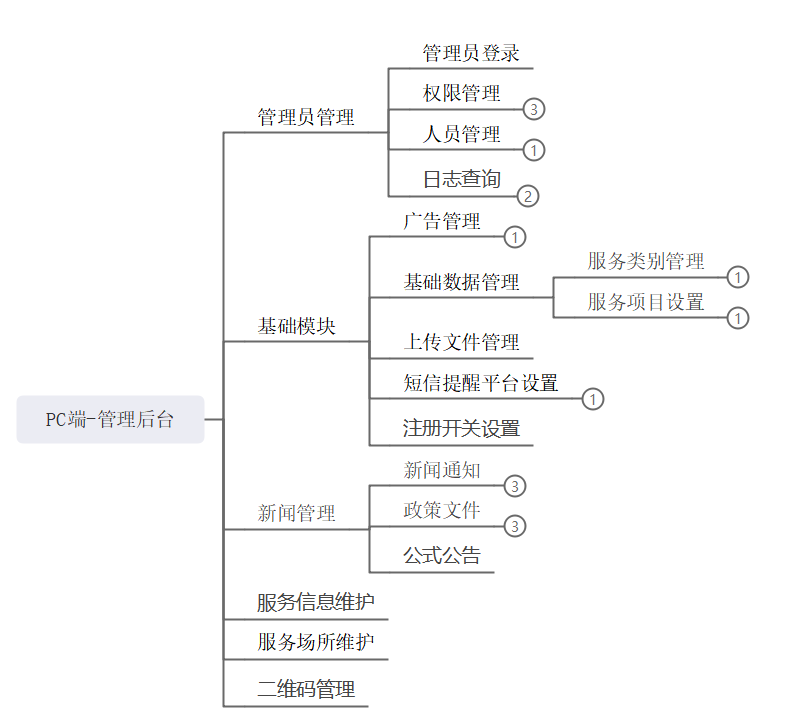 管理员登录
权限管理
3
管理员管理
人员管理
1
日志查询
2
广告管理
1
服务类别管理
1
基础数据管理
服务项目设置
1
基础模块
上传文件管理
短信提醒平台设置
1
PC端-管理后台
注册开关设置
新闻通知
3
新闻管理
政策文件
3
公式公告
服务信息维护
服务场所维护
二维码管理